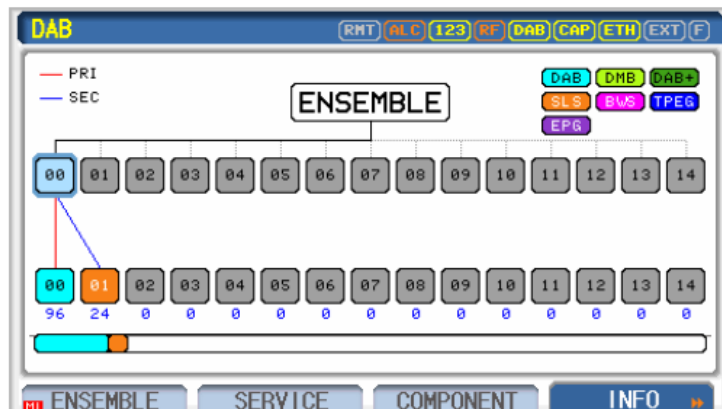 DAB RMT ALC 123 RF DAB CAP ETH EXT F
PRI
SEC
ENSEMBLE
DAB DMB DAB+
SLS BWS TPEG
EPG
00 01 02 03 04 05 06 07 08 09 10 11 12 13 14
00 01 02 03 04 05 06 07 08 09 10 11 12 13 14
96 24 0 0 0 0 0 0 0 0 0 0 0 0 0
ENSEMBLE SERVICE COMPONENT INFO